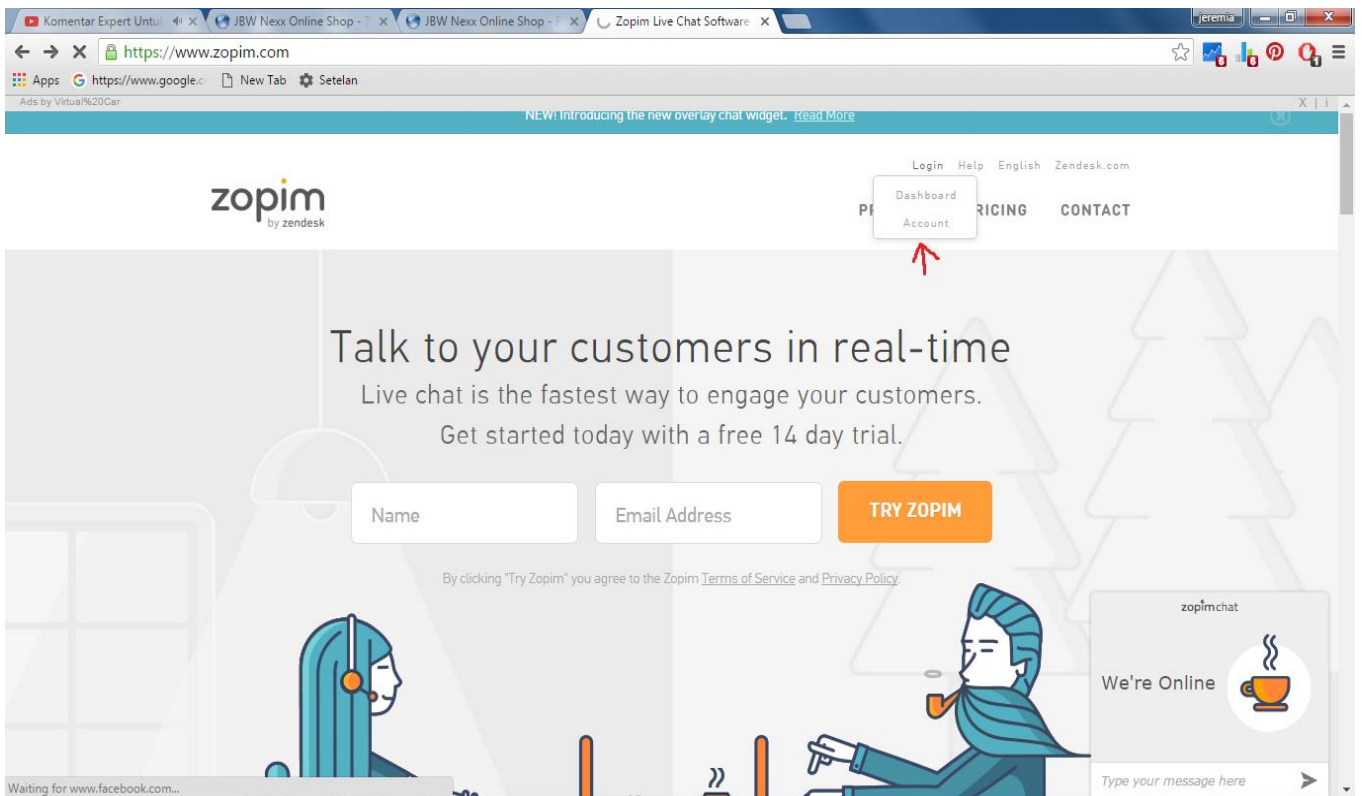 Komentar Expert Untu
JBW Nexx Online Shop - T
JBW Nexx Online Shop - F
Zopim Live Chat Software
jeremia
https://www.zopim.com
Apps
https://www.google.c
New Tab
Setelan
Ads by Virtual%20Car
X | i
NEW! Introducing the new overlay chat widget. Read More
Login Help English Zendesk.com
zopim
by zendesk
Dashboard
Account
PR
RICING
CONTACT
Talk to your customers in real-time
Live chat is the fastest way to engage your customers.
Get started today with a free 14 day trial.
Name
Email Address
TRY ZOPIM
By clicking "Try Zopim" you agree to the Zopim Terms of Service and Privacy Policy.
zopimchat
We're Online
Type your message here
Waiting for www.facebook.com...